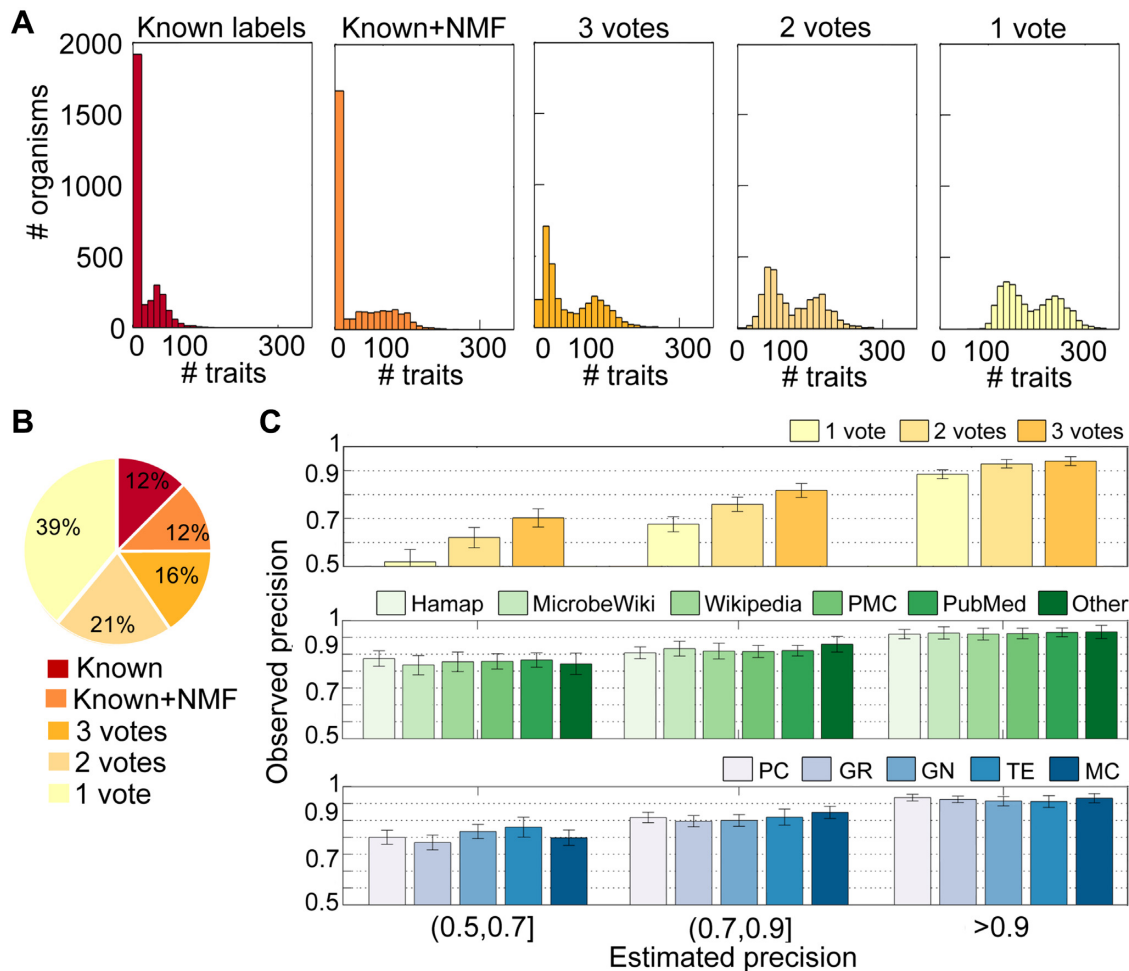 A
Known labels Known+NMF 3 votes 2 votes 1 vote
# organisms
2000
1500
1000
500
0
0 100 300
0 100 300
0 100 300
0 100 300
100 300
# traits # traits # traits # traits # traits
B
12%
12%
16%
21%
39%
Known
Known+NMF
3 votes
2 votes
1 vote
C
Observed precision
1 vote 2 votes 3 votes
1
0.9
0.7
0.5
Hamap MicrobeWiki Wikipedia PMC PubMed Other
1
0.9
0.7
0.5
PC GR GN TE MC
1
0.9
0.7
0.5
(0.5,0.7] (0.7,0.9] >0.9
Estimated precision